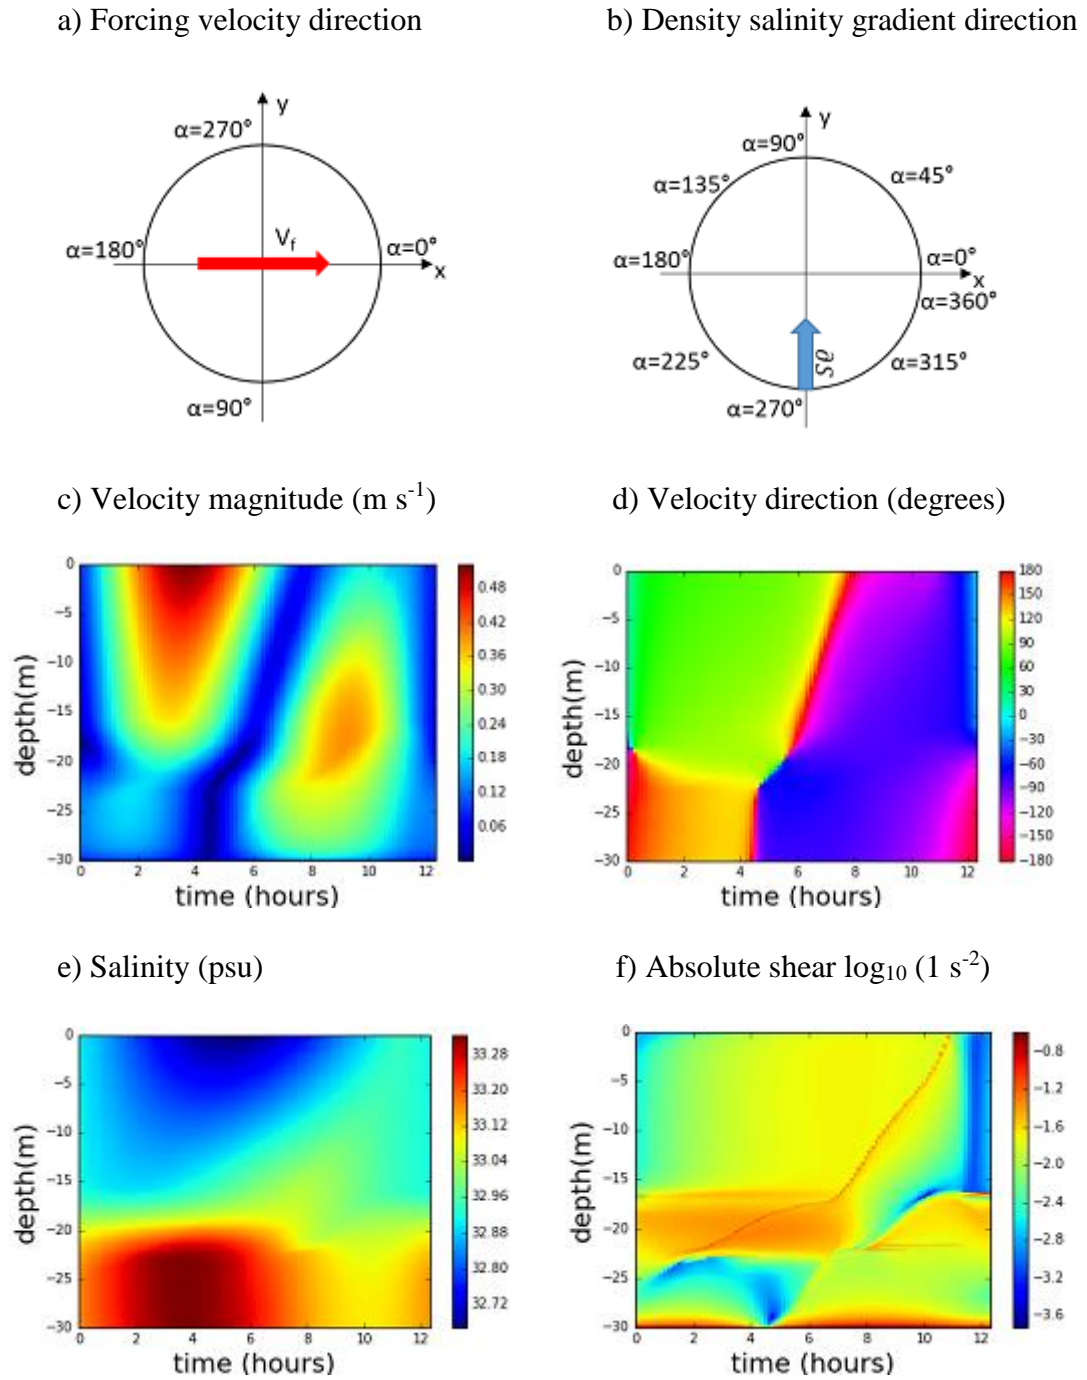 a) Forcing velocity direction
b) Density salinity gradient direction
y
α=270°
V_f
α=180°
α=0°
x
α=90°
y
α=90°
α=135°
α=45°
α=180°
α=0°
x
α=360°
α=225°
∂S
α=315°
α=270°
c) Velocity magnitude (m s⁻¹)
d) Velocity direction (degrees)
0
−5
−10
−15
−20
−25
−30
depth(m)
0 2 4 6 8 10 12
time (hours)
0.48
0.42
0.36
0.30
0.24
0.18
0.12
0.06
0
−5
−10
−15
−20
−25
−30
depth(m)
0 2 4 6 8 10 12
time (hours)
180
150
120
90
60
30
0
−30
−60
−90
−120
−150
−180
e) Salinity (psu)
f) Absolute shear log₁₀ (1 s⁻²)
0
−5
−10
−15
−20
−25
−30
depth(m)
0 2 4 6 8 10 12
time (hours)
33.28
33.20
33.12
33.04
32.96
32.88
32.80
32.72
0
−5
−10
−15
−20
−25
−30
depth(m)
0 2 4 6 8 10 12
time (hours)
−0.8
−1.2
−1.6
−2.0
−2.4
−2.8
−3.2
−3.6